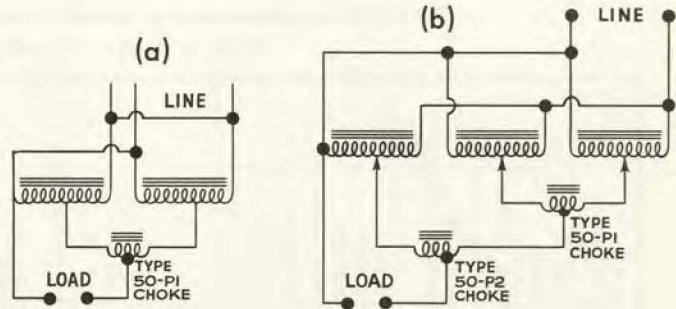 (a)
LINE
LOAD
TYPE
50-P1
CHOKE
(b)
LINE
TYPE
50-P1
CHOKE
LOAD
TYPE
50-P2
CHOKE